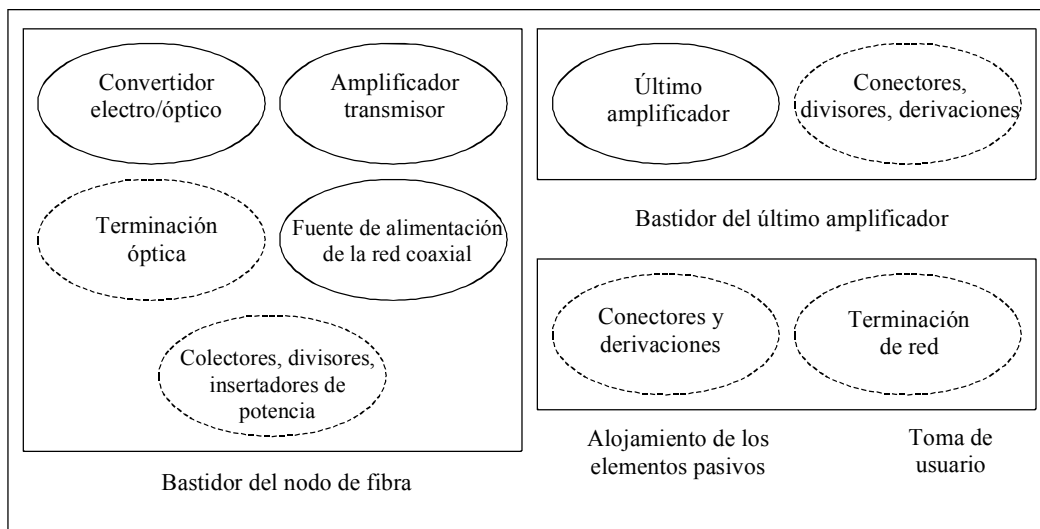 Convertidor
electro/óptico
Amplificador
transmisor
Terminación
óptica
Fuente de alimentación
de la red coaxial
Colectores, divisores,
insertadores de
potencia
Bastidor del nodo de fibra
Último
amplificador
Conectores,
divisores, derivaciones
Bastidor del último amplificador
Conectores y
derivaciones
Terminación
de red
Alojamiento de los
elementos pasivos
Toma de
usuario